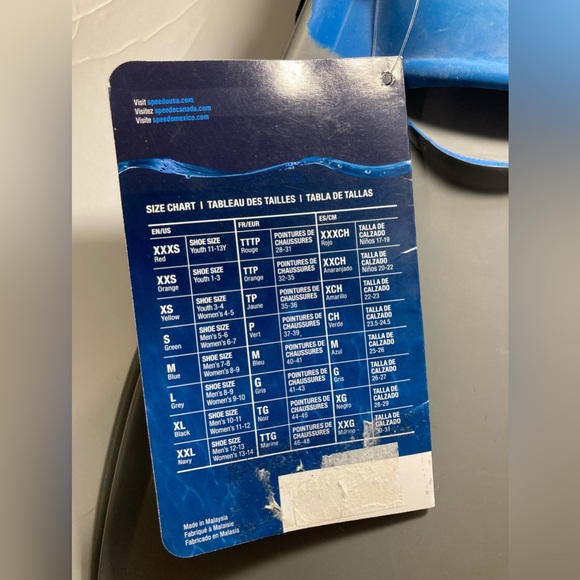 Visit speedousa.com
Visitez speedocanada.com
Visite speedomexico.com
SIZE CHART | TABLEAU DES TAILLES | TABLA DE TALLAS
EN/US FR/EUR ES/CM
XXXS SHOE SIZE TTTP POINTURES DE CHAUSSURES XXXCH TALLA DE CALZADO
Red Youth 11-13Y Rouge 28-31 Rojo Niños 17-19
XXS SHOE SIZE TTP POINTURES DE CHAUSSURES XXCH TALLA DE CALZADO
Orange Youth 1-3 Orange 32-35 Anaranjado Niños 20-22
XS SHOE SIZE TP POINTURES DE CHAUSSURES XCH TALLA DE CALZADO
Yellow Youth 3-4 Women's 4-5 Jaune 35-36 Amarillo 22-23
S SHOE SIZE P POINTURES DE CHAUSSURES CH TALLA DE CALZADO
Green Men's 5-6 Women's 6-7 Vert 37-39 Verde 23.5-24.5
M SHOE SIZE M POINTURES DE CHAUSSURES M TALLA DE CALZADO
Blue Men's 7-8 Women's 8-9 Bleu 40-41 Azul 25-26
L SHOE SIZE G POINTURES DE CHAUSSURES G TALLA DE CALZADO
Grey Men's 8-9 Women's 9-10 Gris 41-43 Gris 26-27
XL SHOE SIZE TG POINTURES DE CHAUSSURES XG TALLA DE CALZADO
Black Men's 10-11 Women's 11-12 Noir 44-45 Negro 28-29
XXL SHOE SIZE TTG POINTURES DE CHAUSSURES XXG TALLA DE CALZADO
Navy Men's 12-13 Women's 13-14 Marine 46-48 Marino 30-31
Made in Malaysia
Fabriqué à Malaisie
Fabricado en Malasia